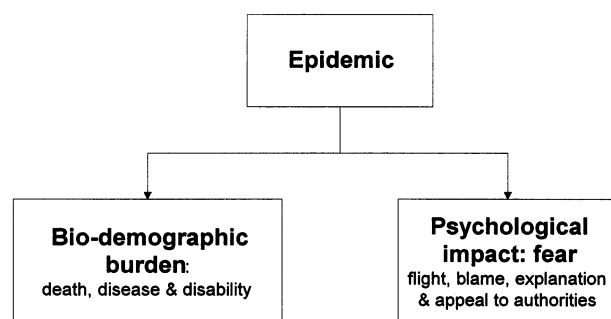 Epidemic
Bio-demographic
burden:
death, disease & disability
Psychological
impact: fear
flight, blame, explanation
& appeal to authorities